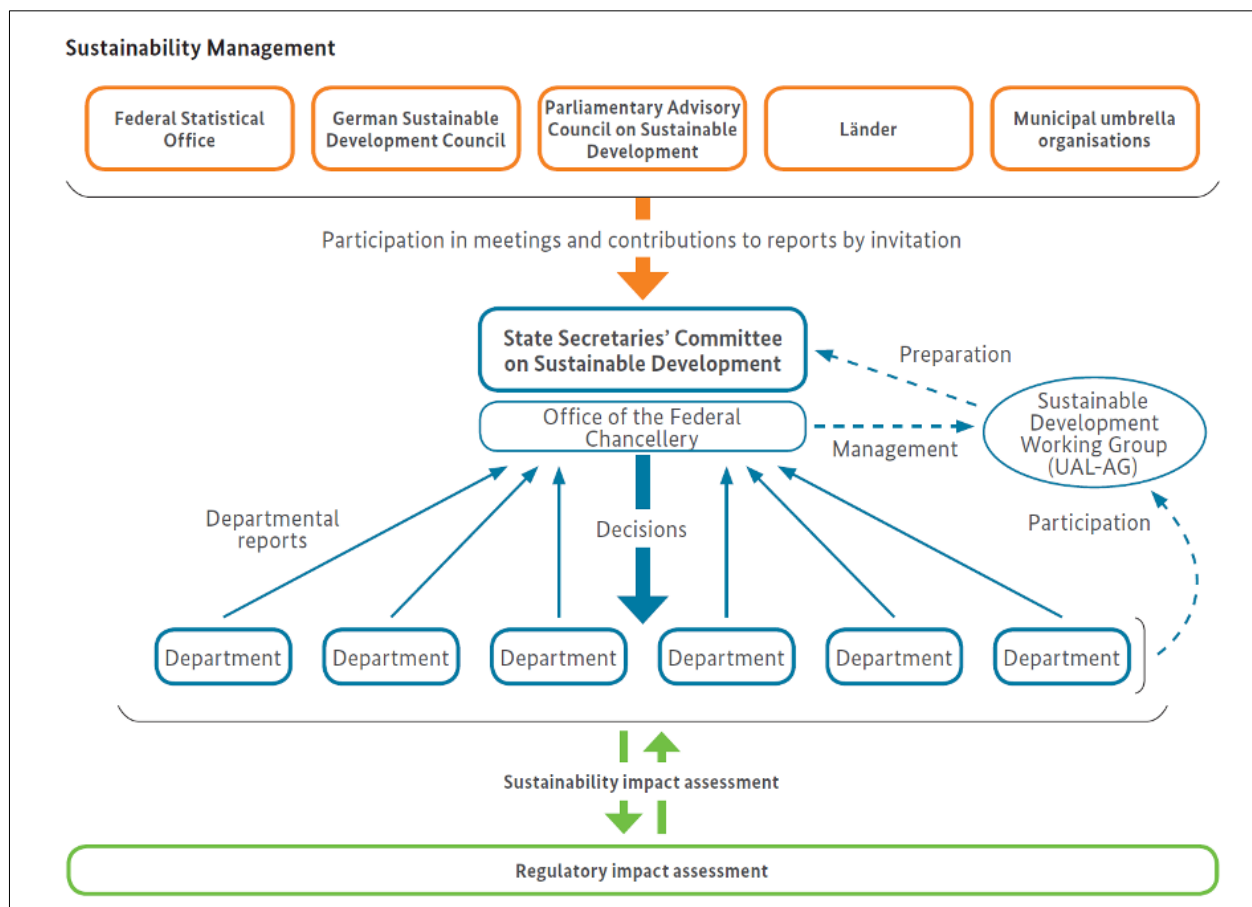 Sustainability Management
Federal Statistical
Office
German Sustainable
Development Council
Parliamentary Advisory
Council on Sustainable
Development
Länder
Municipal umbrella
organisations
Participation in meetings and contributions to reports by invitation
State Secretaries’ Committee
on Sustainable Development
Preparation
Office of the Federal
Chancellery
Management
Sustainable
Development
Working Group
(UAL-AG)
Departmental
reports
Decisions
Participation
Department
Department
Department
Department
Department
Department
Sustainability impact assessment
Regulatory impact assessment